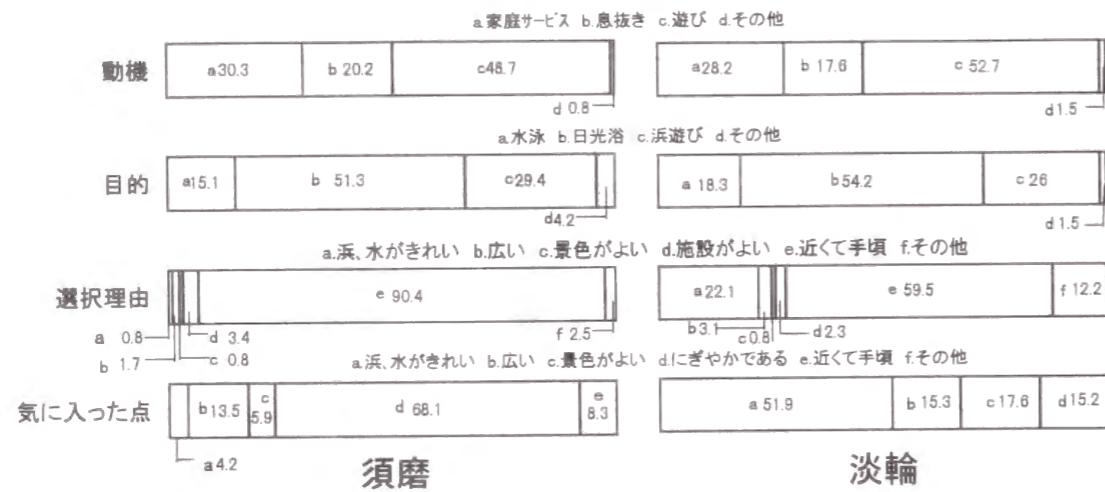 a.家庭サービス b.息抜き c.遊び d.その他
動機 a30.3 b 20.2 c48.7 a28.2 b 17.6 c 52.7
d 0.8 d1.5
a.水泳 b.日光浴 c.浜遊び d.その他
目的 a15.1 b 51.3 c29.4 a 18.3 b54.2 c 26
d4.2 d1.5
a.浜、水がきれい b.広い c.景色がよい d.施設がよい e.近くて手頃 f.その他
選択理由 e 90.4 a22.1 e 59.5 f 12.2
a 0.8 d 3.4 f 2.5 b3.1 c0.8 d2.3
b 1.7 c 0.8
a.浜、水がきれい b.広い c.景色がよい d.にぎやかである e.近くて手頃 f.その他
気に入った点 b13.5 c 5.9 d 68.1 e 8.3 a 51.9 b 15.3 c 17.6 d15.2
a4.2
須磨 淡輪